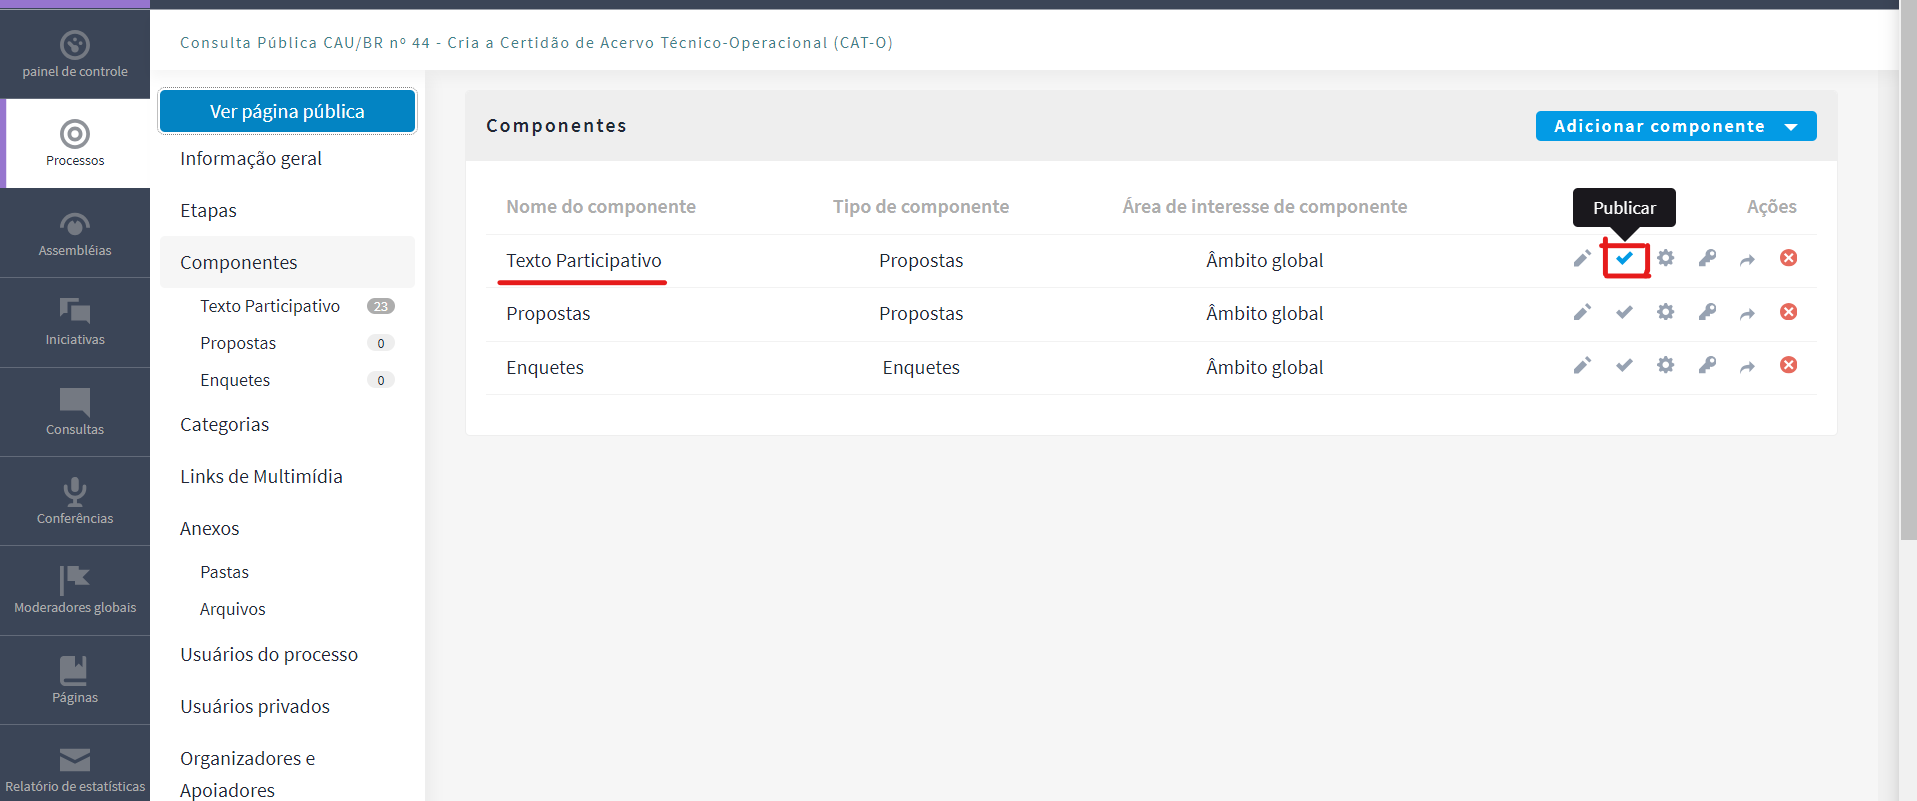 Consulta Pública CAU/BR nº 44 - Cria a Certidão de Acervo Técnico-Operacional (CAT-O)
painel de controle
Processos
Assembléias
Iniciativas
Consultas
Conferências
Moderadores globais
Páginas
Relatório de estatísticas
Ver página pública
Informação geral
Etapas
Componentes
Texto Participativo 23
Propostas 0
Enquetes 0
Categorias
Links de Multimídia
Anexos
Pastas
Arquivos
Usuários do processo
Usuários privados
Organizadores e
Apoiadores
Componentes
Adicionar componente
Publicar
Nome do componente Tipo de componente Área de interesse de componente Ações
Texto Participativo Propostas Âmbito global
Propostas Propostas Âmbito global
Enquetes Enquetes Âmbito global